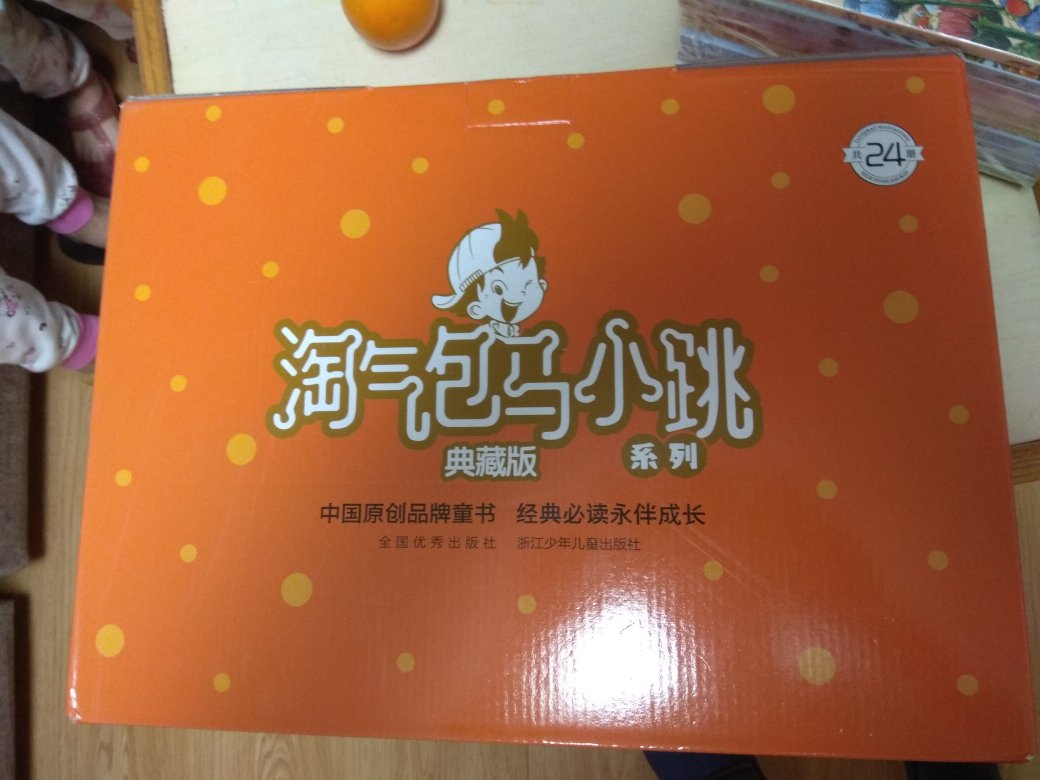 共24册
淘气包马小跳
典藏版 系列
中国原创品牌童书 经典必读永伴成长
全国优秀出版社 浙江少年儿童出版社